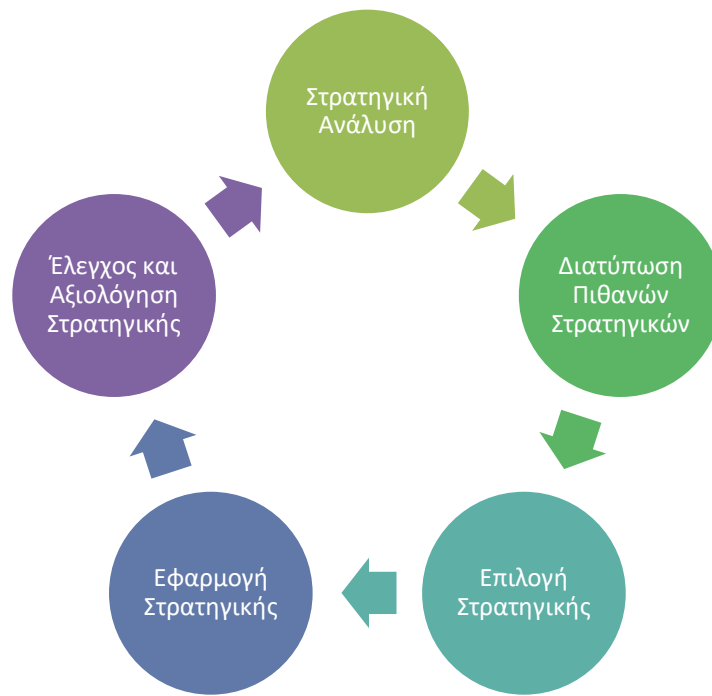 Στρατηγική
Ανάλυση
Διατύπωση
Πιθανών
Στρατηγικών
Επιλογή
Στρατηγικής
Εφαρμογή
Στρατηγικής
Έλεγχος και
Αξιολόγηση
Στρατηγικής